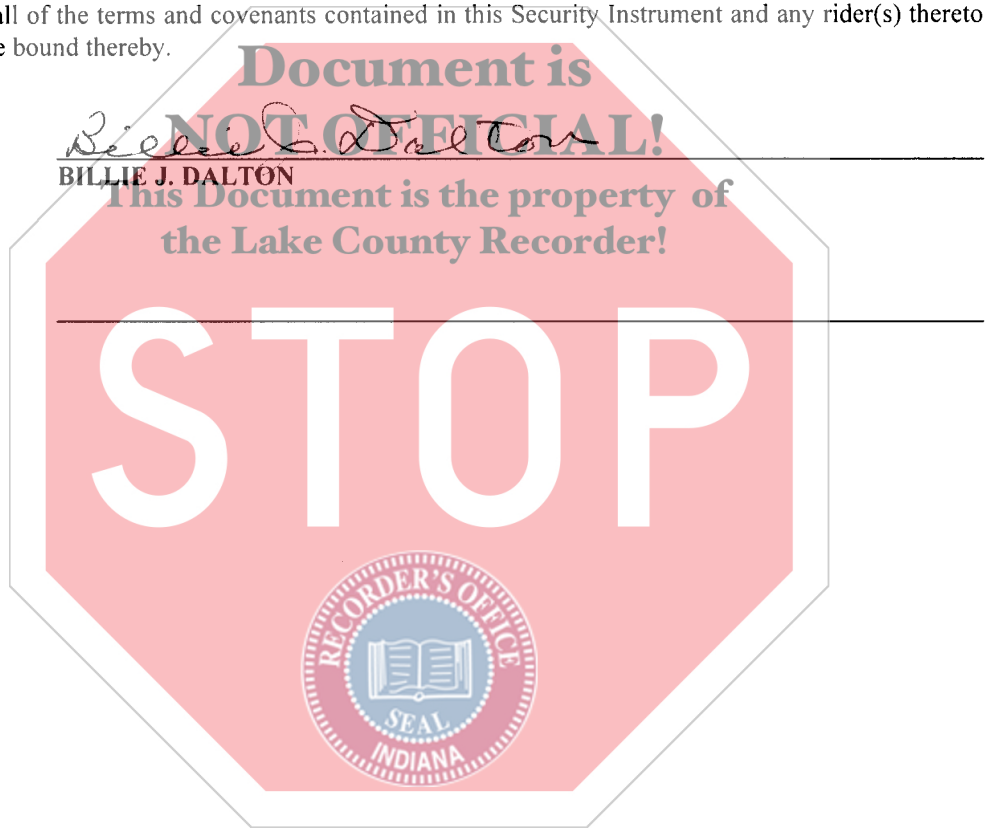 all of the terms and covenants contained in this Security Instrument and any rider(s) thereto
e bound thereby.
Document is
NOT OFFICIAL!
Billie J. Dalton
BILLIE J. DALTON
This Document is the property of
the Lake County Recorder!
STOP
RECORDER'S OFFICE
SEAL
INDIANA